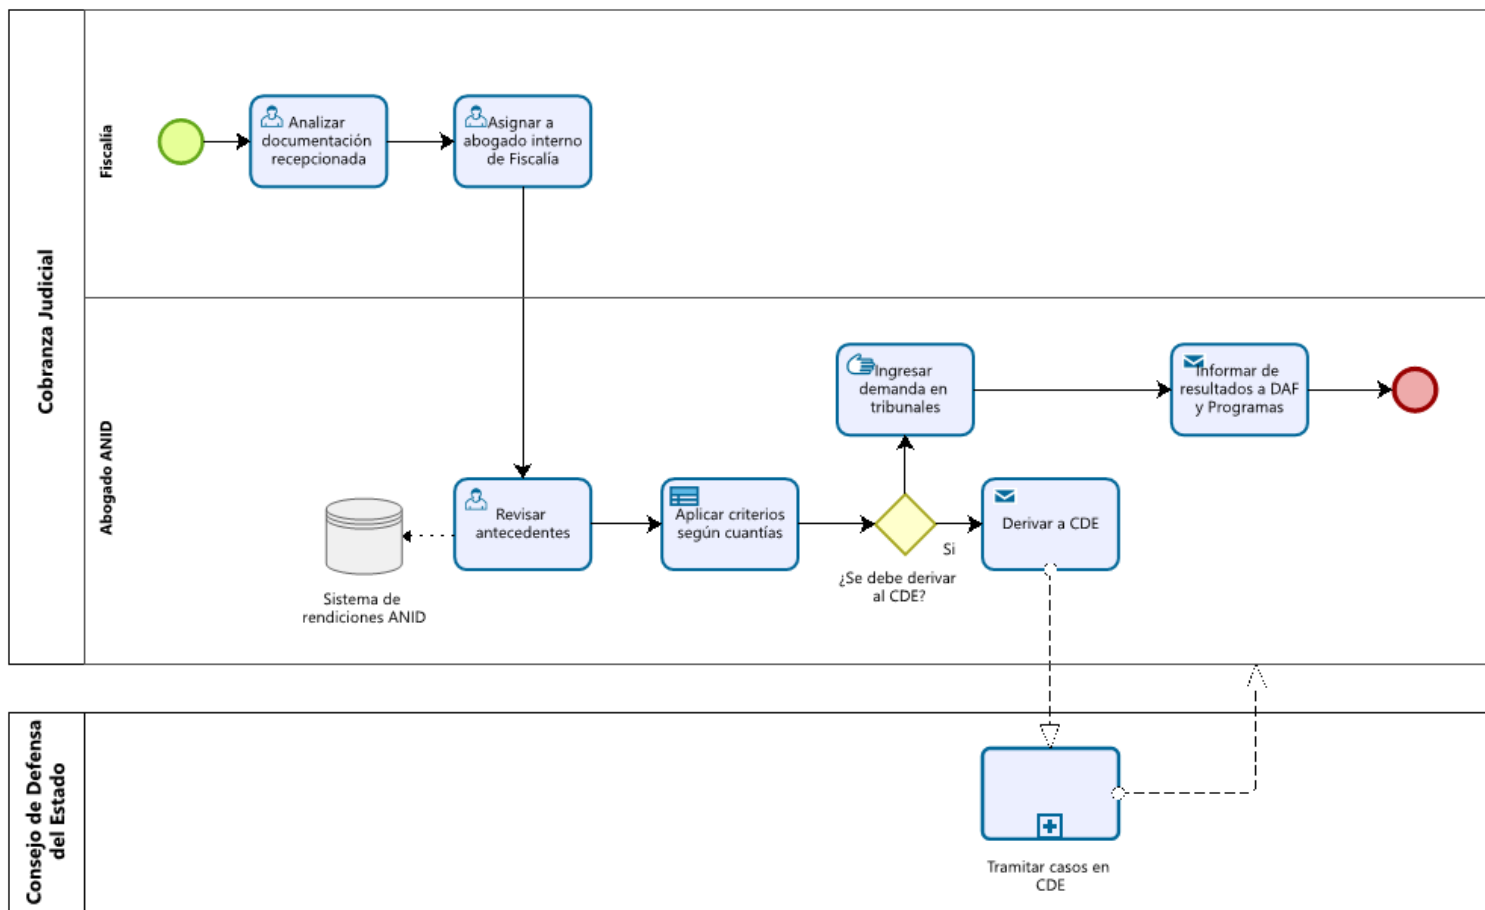 Cobranza Judicial
Fiscalía
Analizar
documentación
recepcionada
Asignar a
abogado interno
de Fiscalía
Abogado ANID
Ingresar
demanda en
tribunales
Informar de
resultados a DAF
y Programas
Revisar
antecedentes
Aplicar criterios
según cuantías
Si
Derivar a CDE
¿Se debe derivar
al CDE?
Sistema de
rendiciones ANID
Consejo de Defensa
del Estado
Tramitar casos en
CDE